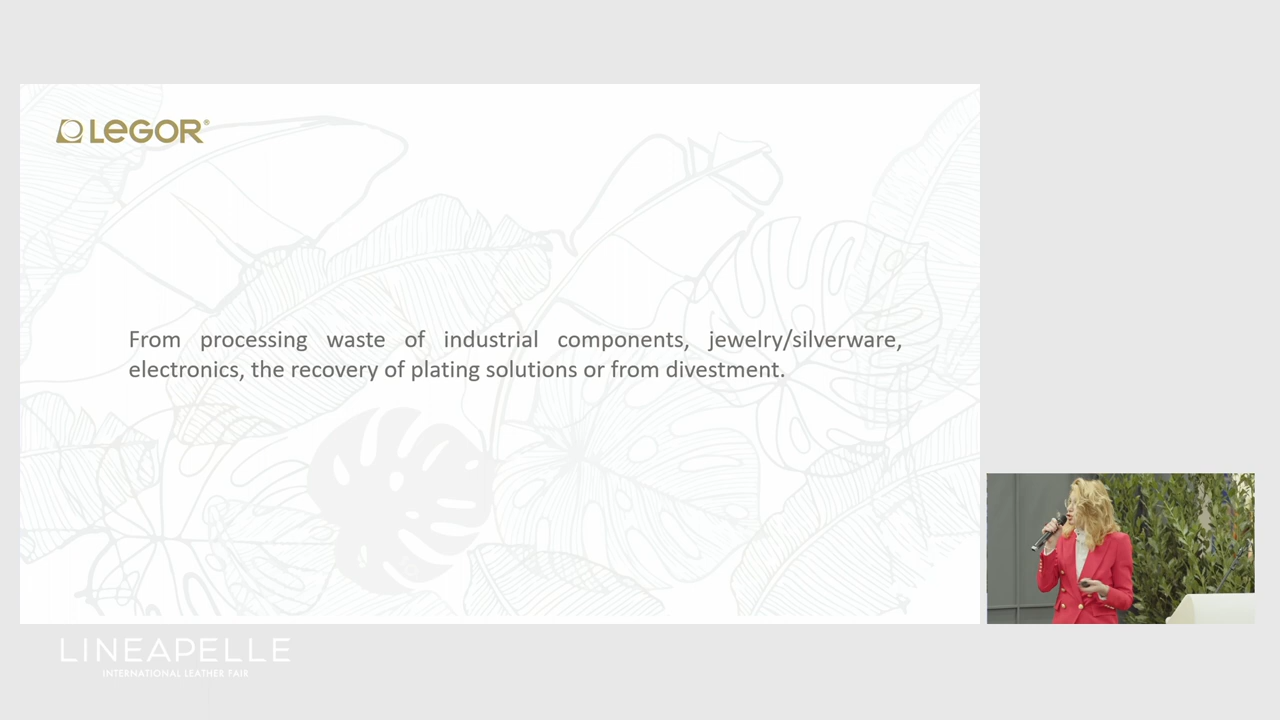 LEGOR®
From processing waste of industrial components, jewelry/silverware,
electronics, the recovery of plating solutions or from divestment.
LINEAPELLE
INTERNATIONAL LEATHER FAIR